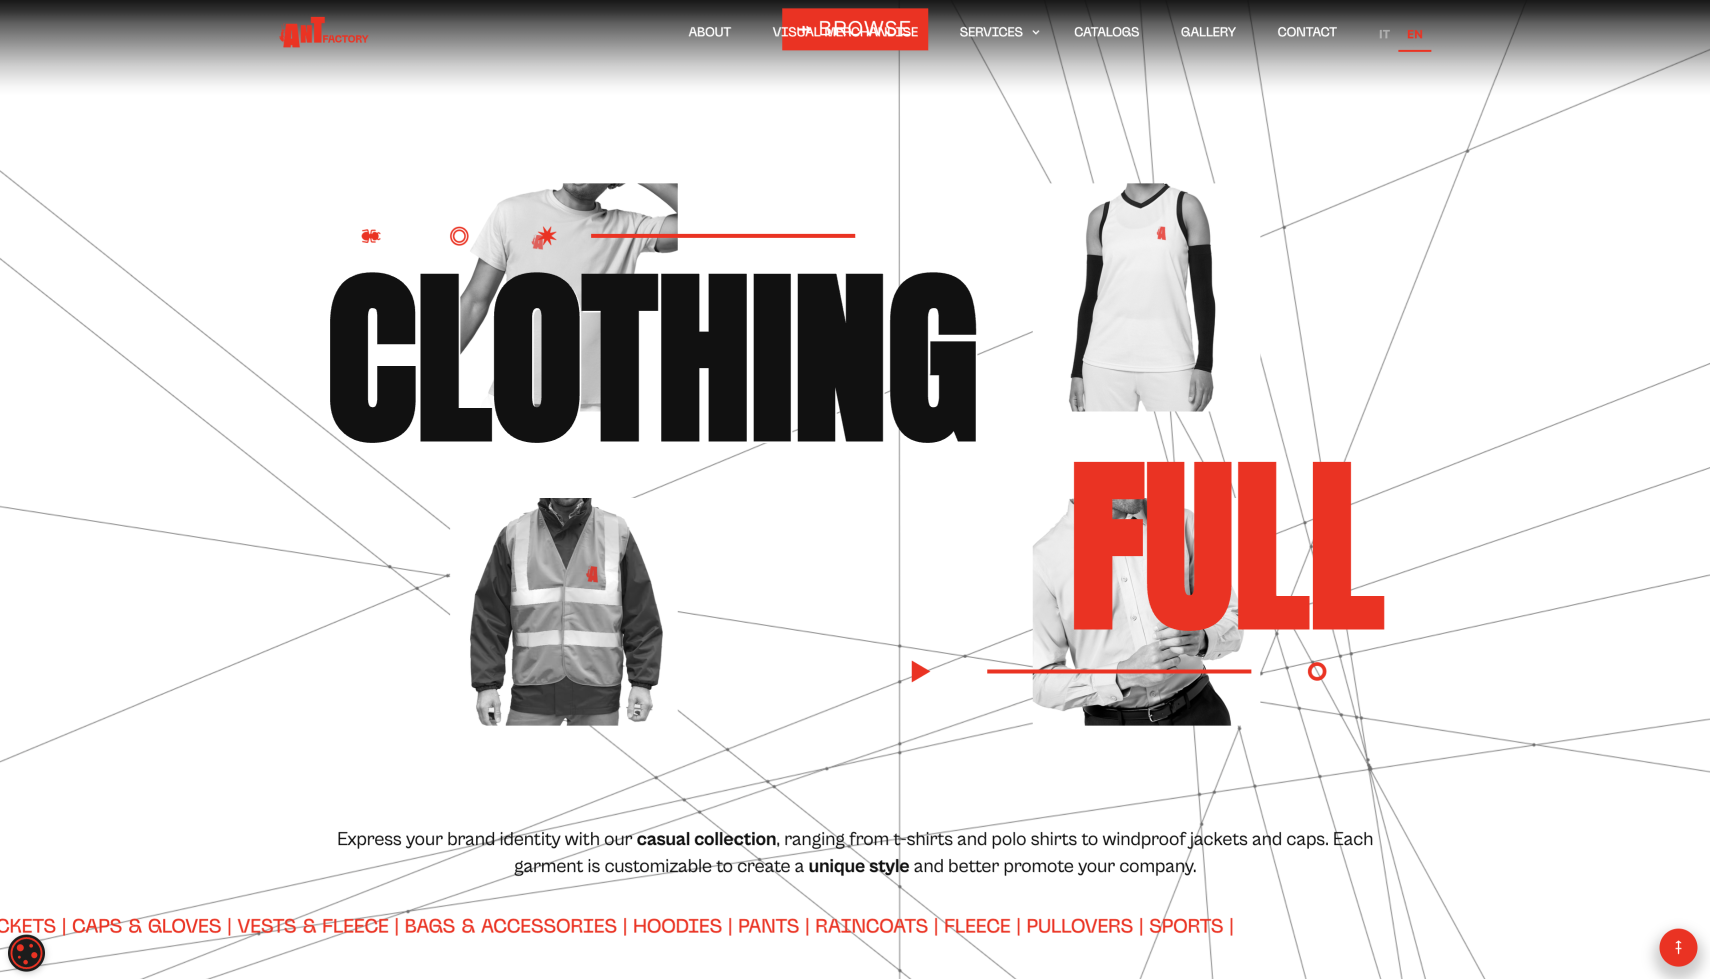 ANT FACTORY
ABOUT
VISUAL MERCHANDISE
BROWSE
SERVICES
CATALOGS
GALLERY
CONTACT
IT
EN
CLOTHING
FULL
Express your brand identity with our casual collection, ranging from t-shirts and polo shirts to windproof jackets and caps. Each
garment is customizable to create a unique style and better promote your company.
CKETS | CAPS & GLOVES | VESTS & FLEECE | BAGS & ACCESSORIES | HOODIES | PANTS | RAINCOATS | FLEECE | PULLOVERS | SPORTS |